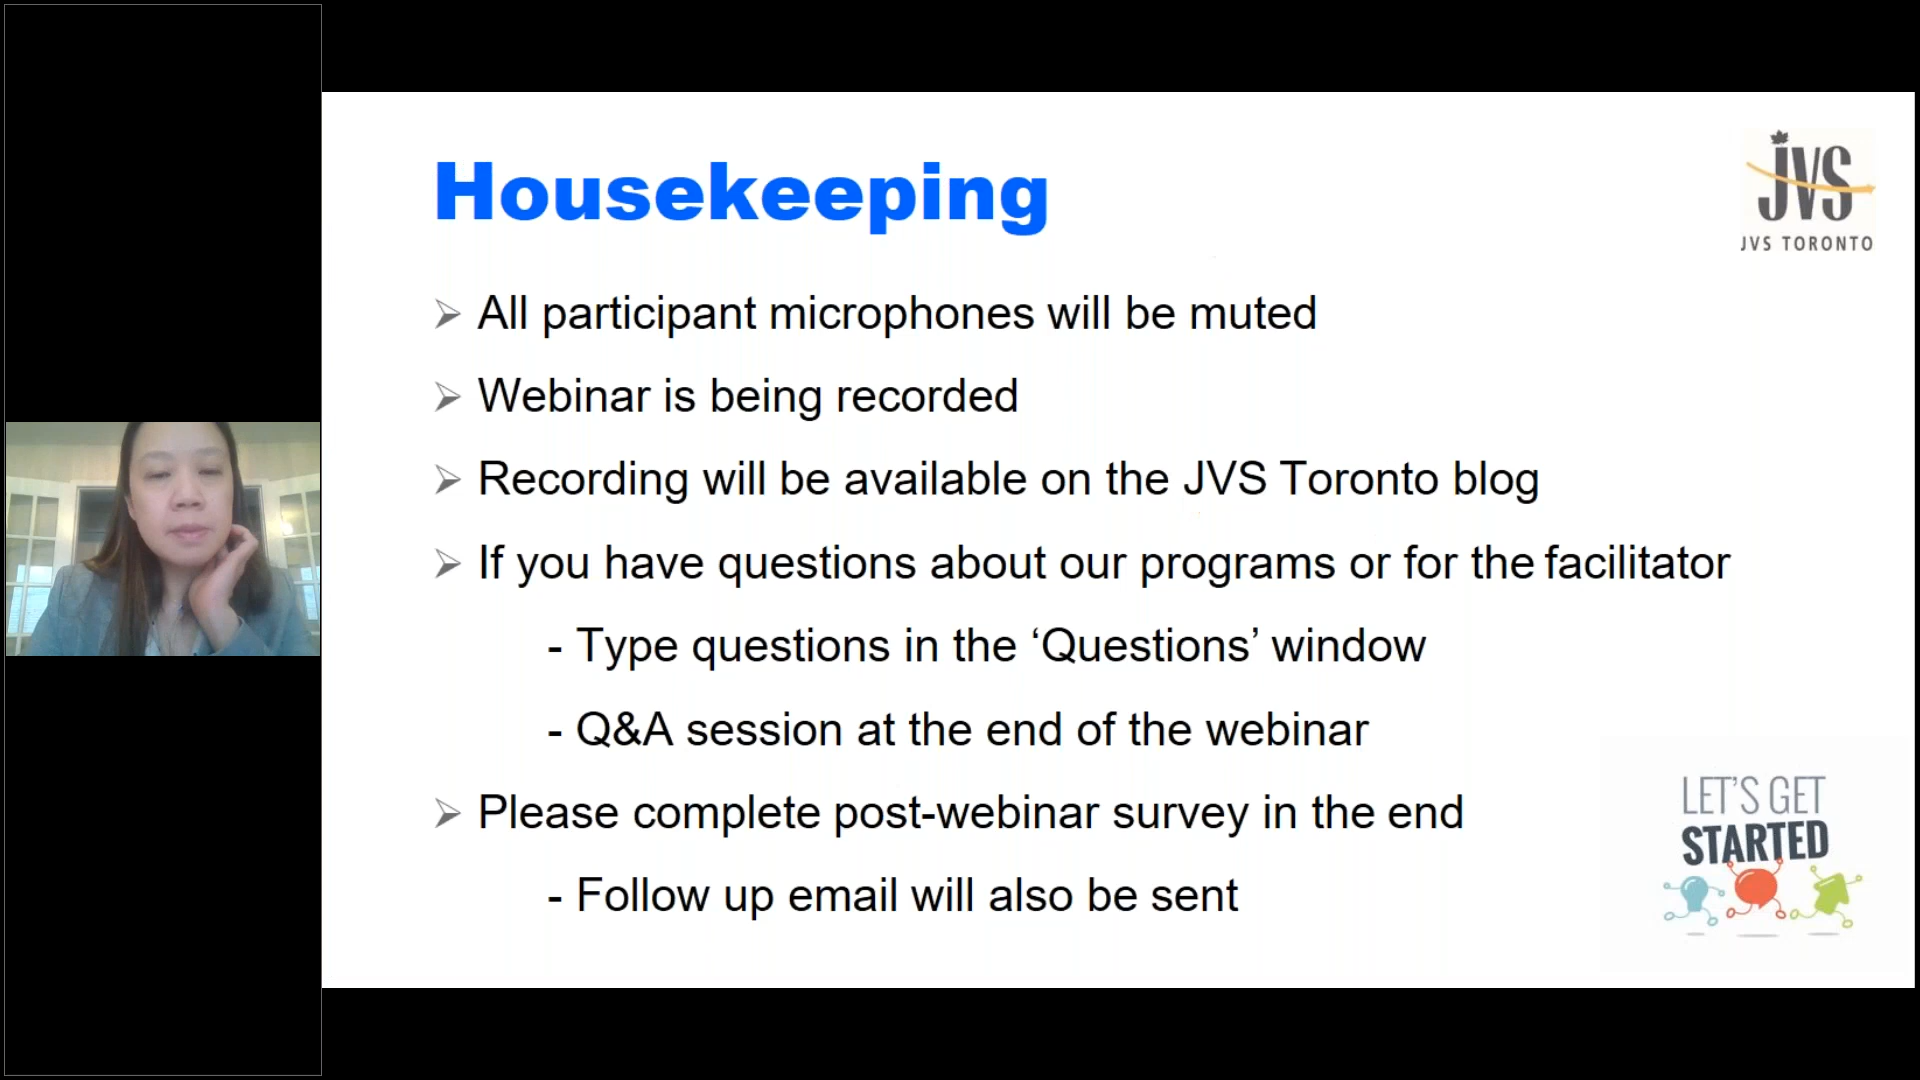 Housekeeping
JVS
JVS TORONTO
➢ All participant microphones will be muted
➢ Webinar is being recorded
➢ Recording will be available on the JVS Toronto blog
➢ If you have questions about our programs or for the facilitator
- Type questions in the ‘Questions’ window
- Q&A session at the end of the webinar
➢ Please complete post-webinar survey in the end
- Follow up email will also be sent
LET'S GET
STARTED